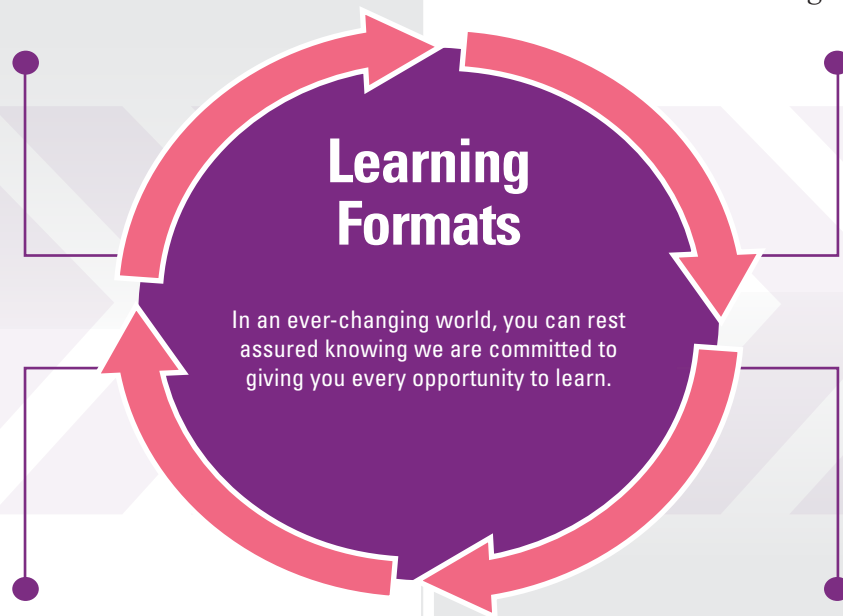 Learning
Formats
In an ever-changing world, you can rest
assured knowing we are committed to
giving you every opportunity to learn.